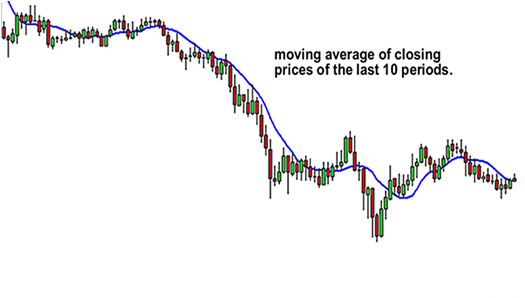 moving average of closing
prices of the last 10 periods.